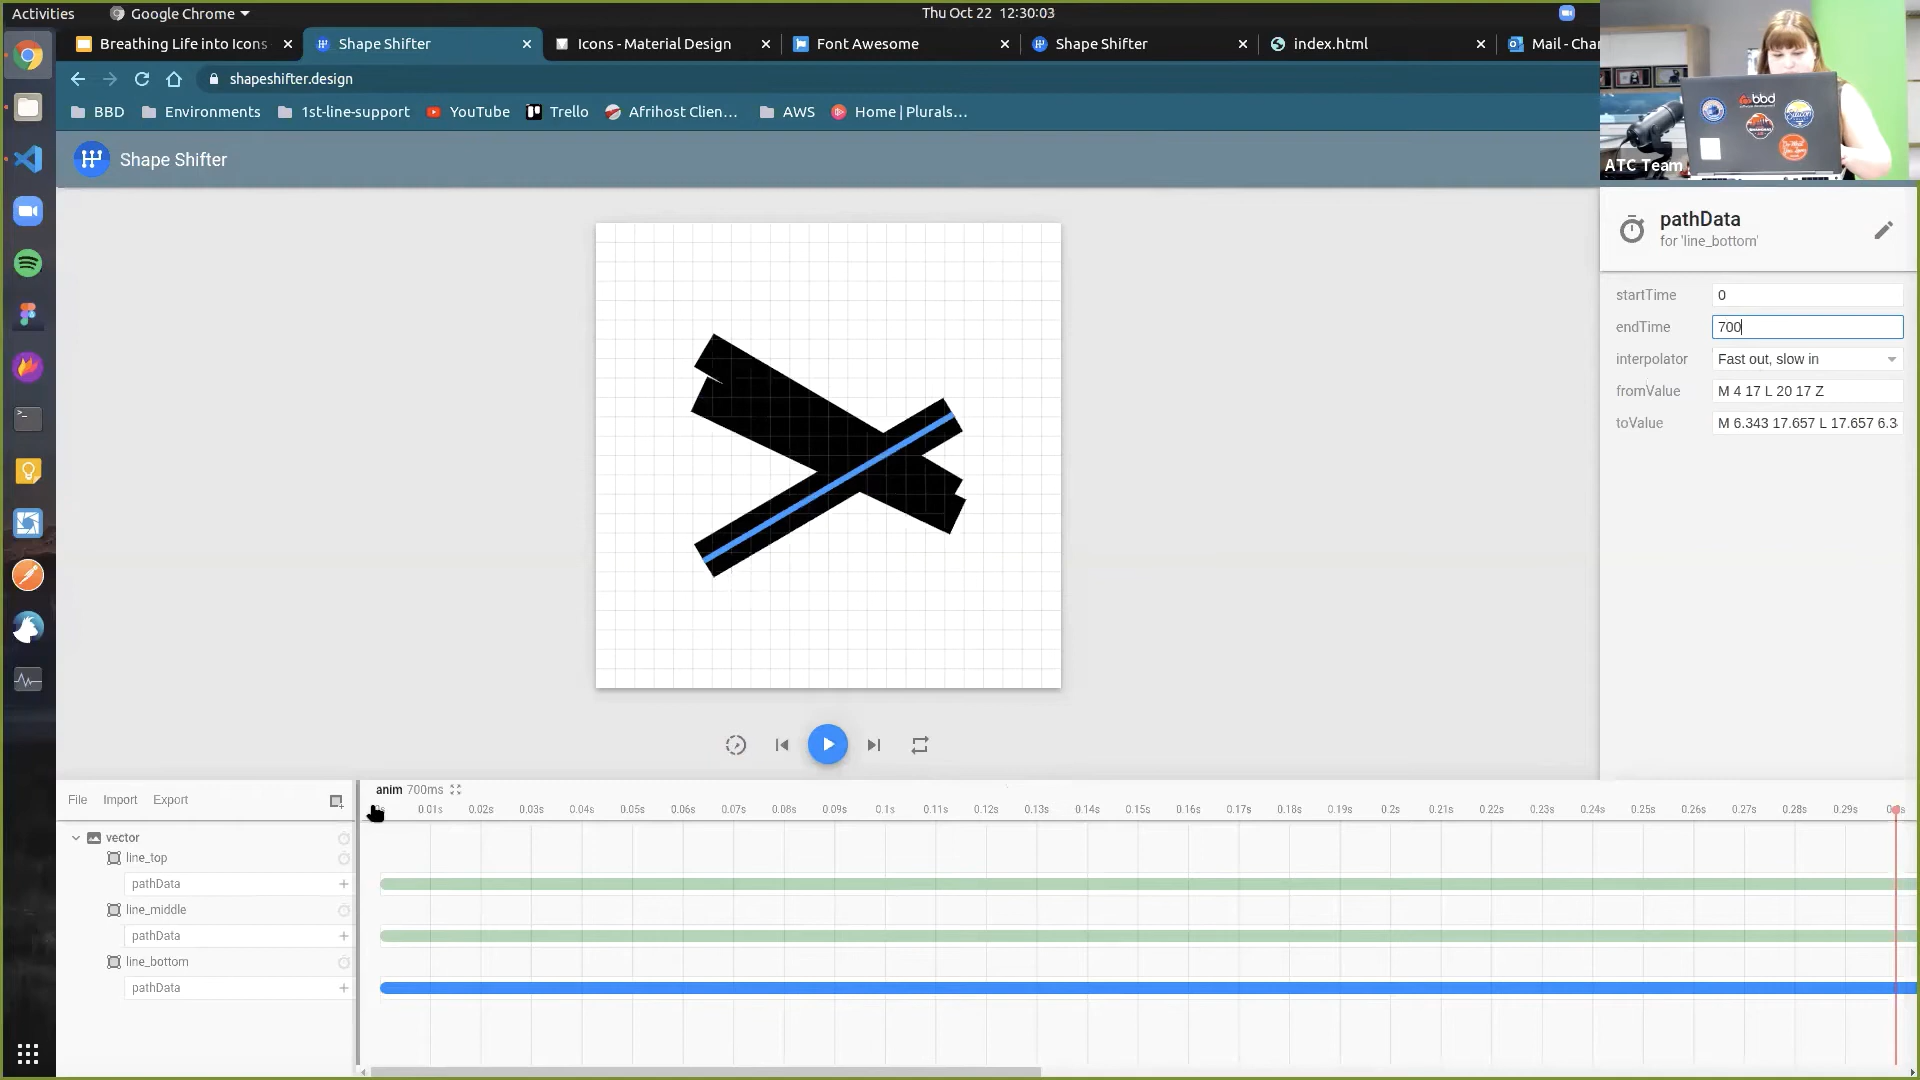 Activities
Google Chrome
Thu Oct 22 12:30:03
Breathing Life into Icons
Shape Shifter
Icons - Material Design
Font Awesome
Shape Shifter
index.html
Mail - Cha
shapeshifter.design
BBD
Environments
1st-line-support
YouTube
Trello
Afrihost Clien...
AWS
Home | Plurals...
bbd
ATC Team
Shape Shifter
pathData
for 'line_bottom'
startTime
0
endTime
700
interpolator
Fast out, slow in
fromValue
M 4 17 L 20 17 Z
toValue
M 6.343 17.657 L 17.657 6.3
File
Import
Export
anim 700ms
0.01s 0.02s 0.03s 0.04s 0.05s 0.06s 0.07s 0.08s 0.09s 0.1s 0.11s 0.12s 0.13s 0.14s 0.15s 0.16s 0.17s 0.18s 0.19s 0.2s 0.21s 0.22s 0.23s 0.24s 0.25s 0.26s 0.27s 0.28s 0.29s
vector
line_top
pathData
line_middle
pathData
line_bottom
pathData